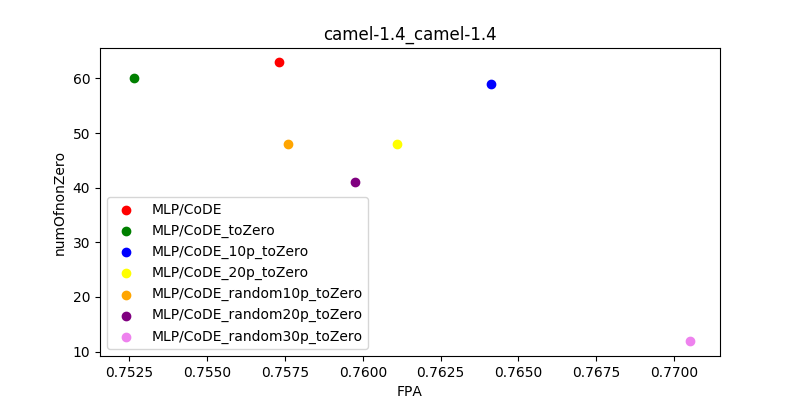 camel-1.4_camel-1.4
60
50
40
30
20
10
numOfnonZero
MLP/CoDE
MLP/CoDE_toZero
MLP/CoDE_10p_toZero
MLP/CoDE_20p_toZero
MLP/CoDE_random10p_toZero
MLP/CoDE_random20p_toZero
MLP/CoDE_random30p_toZero
0.7525 0.7550 0.7575 0.7600 0.7625 0.7650 0.7675 0.7700
FPA